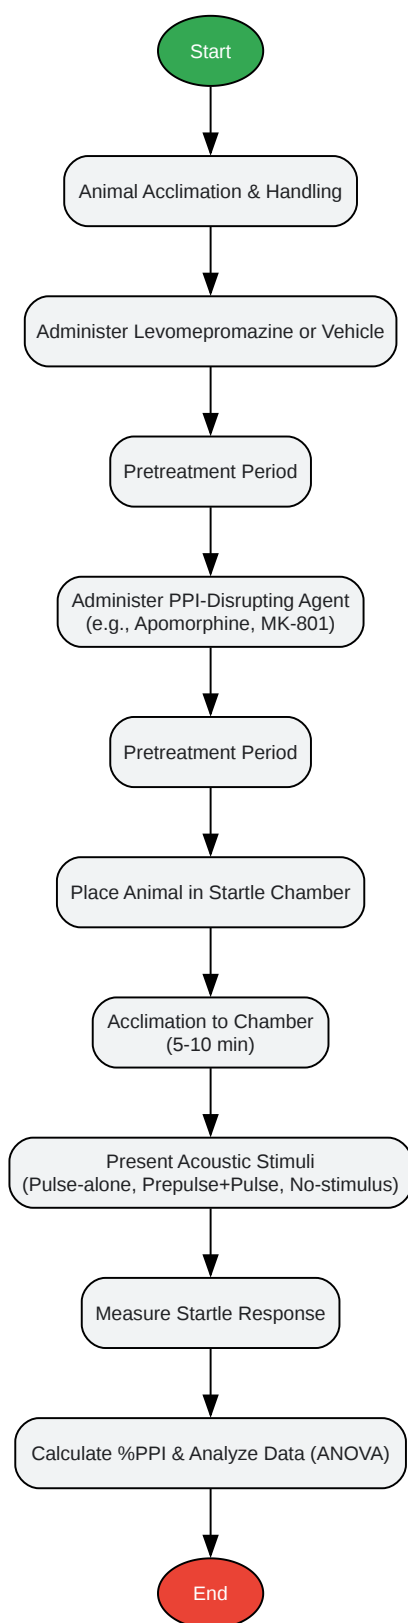 Start
Animal Acclimation & Handling
Administer Levomepromazine or Vehicle
Pretreatment Period
Administer PPI-Disrupting Agent
(e.g., Apomorphine, MK-801)
Pretreatment Period
Place Animal in Startle Chamber
Acclimation to Chamber
(5-10 min)
Present Acoustic Stimuli
(Pulse-alone, Prepulse+Pulse, No-stimulus)
Measure Startle Response
Calculate %PPI & Analyze Data (ANOVA)
End